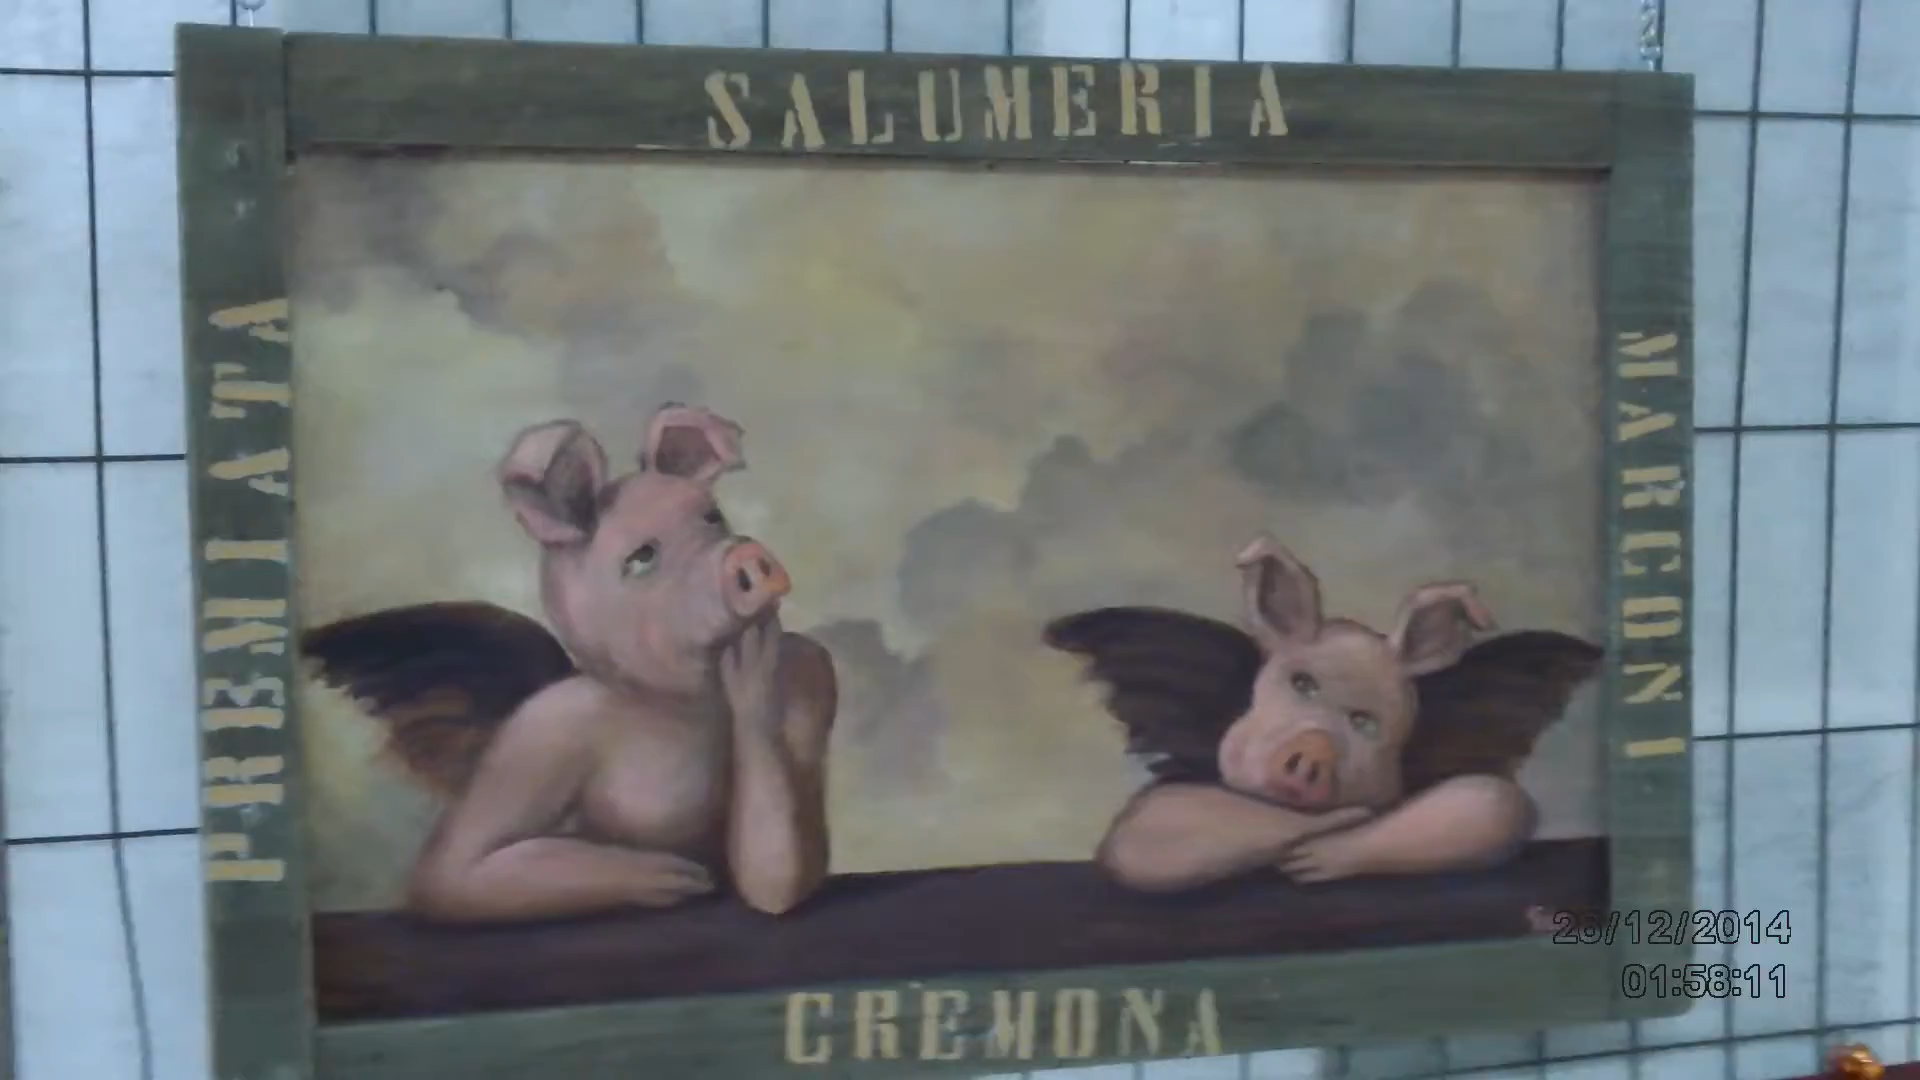 PREMIATA
SALUMERIA
MARCONI
CREMONA
26/12/2014
01:58:11